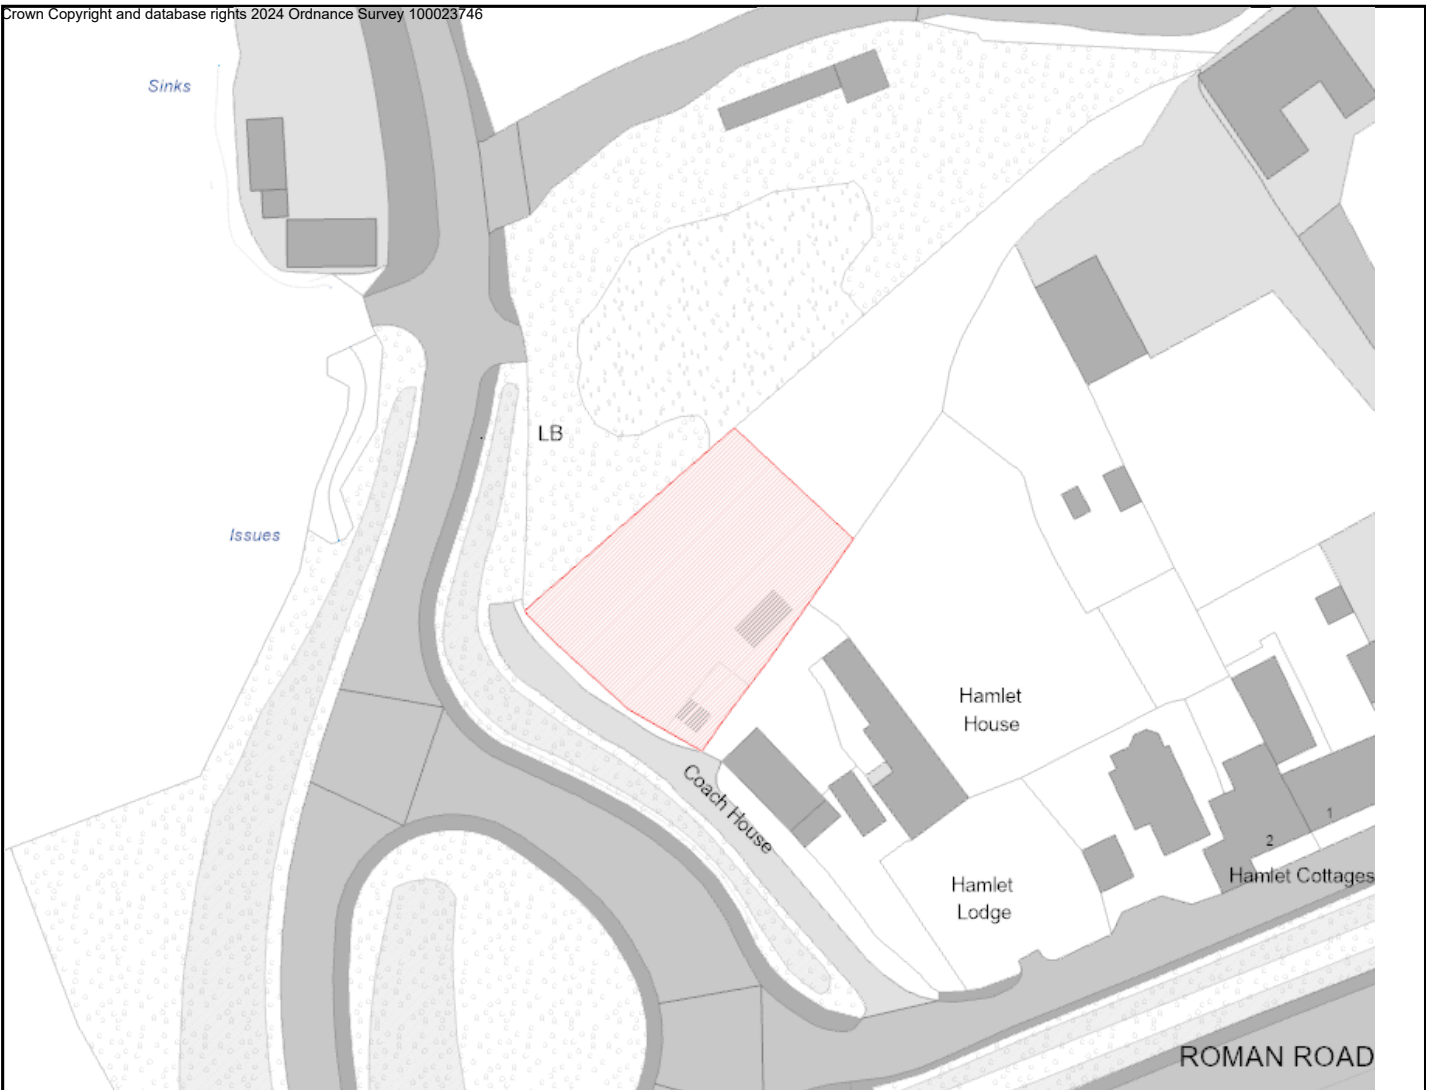 Crown Copyright and database rights 2024 Ordnance Survey 100023746
Sinks
LB
Issues
Hamlet
House
Coach House
1
2
Hamlet Cottages
Hamlet
Lodge
ROMAN ROAD